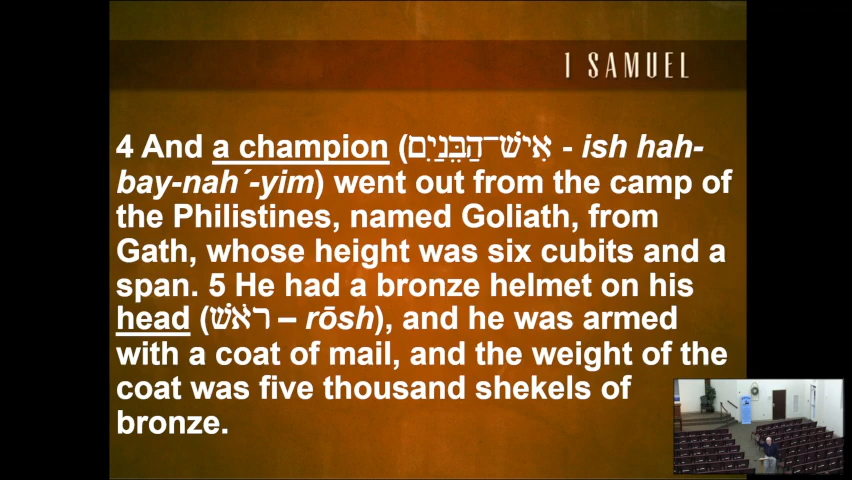 1 SAMUEL
4 And a champion (אִישׁ־הַבֵּנַיִם - ish hah-
bay-nah´-yim) went out from the camp of
the Philistines, named Goliath, from
Gath, whose height was six cubits and a
span. 5 He had a bronze helmet on his
head (רֹאשׁ – rōsh), and he was armed
with a coat of mail, and the weight of the
coat was five thousand shekels of
bronze.